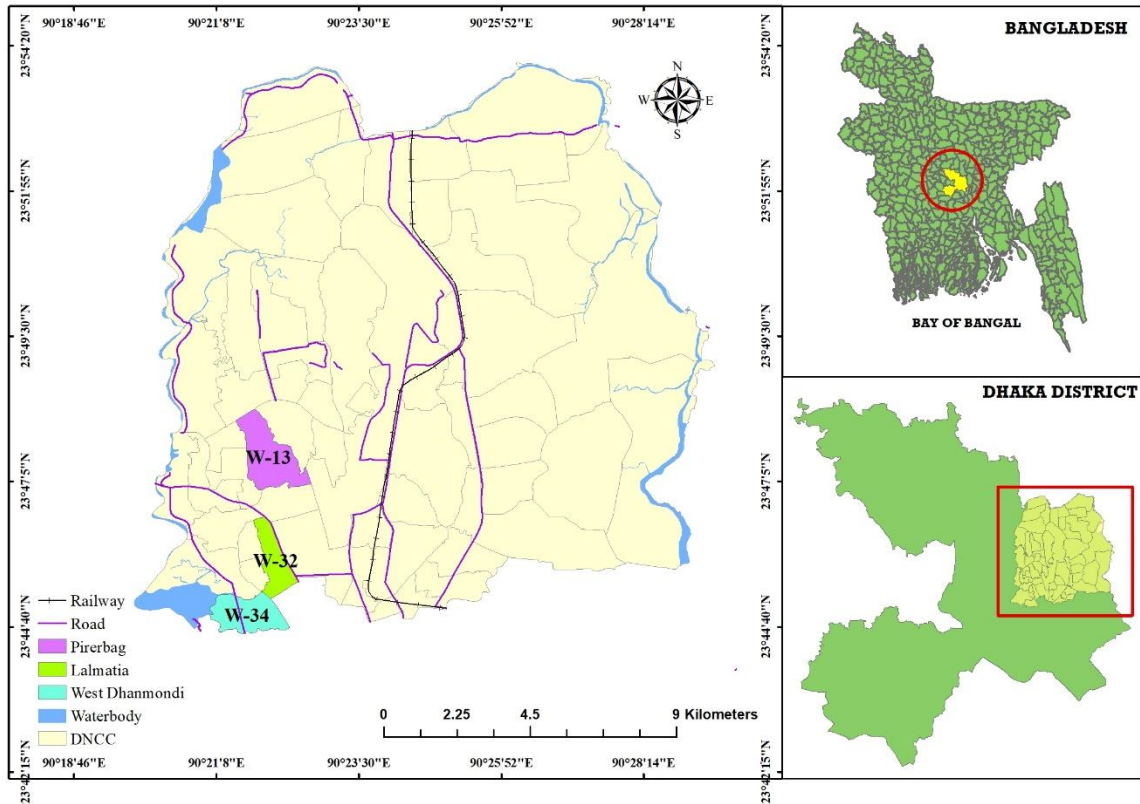 90°18'46"E 90°21'8"E 90°23'30"E 90°25'52"E 90°28'14"E
23°54'20"N
23°51'55"N
23°49'30"N
23°47'5"N
23°44'40"N
23°42'15"N
N
W E
S
W-13
W-32
W-34
Railway
Road
Pirerbag
Lalmatia
West Dhanmondi
Waterbody
DNCC
0 2.25 4.5 9 Kilometers
23°54'20"N
23°51'55"N
23°49'30"N
23°47'5"N
23°44'40"N
23°42'15"N
90°18'46"E 90°21'8"E 90°23'30"E 90°25'52"E 90°28'14"E
BANGLADESH
BAY OF BANGAL
DHAKA DISTRICT